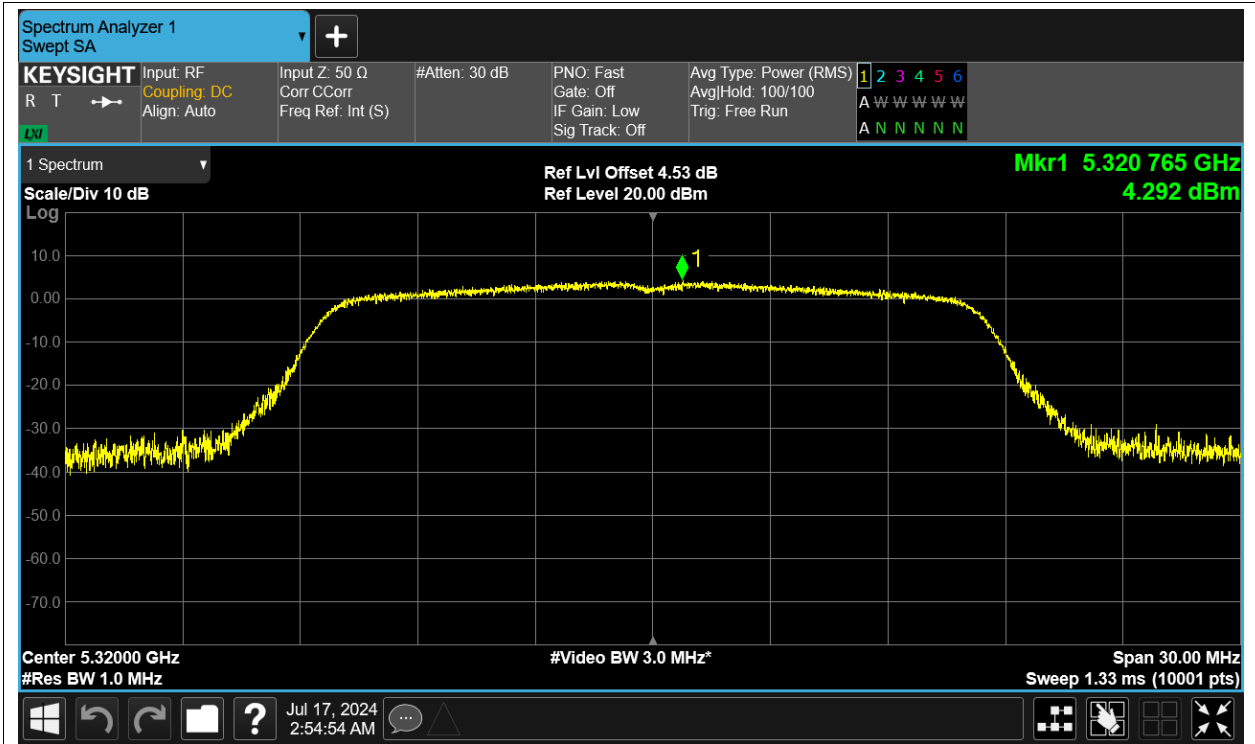 Spectrum Analyzer 1
Swept SA
KEYSIGHT
R T
LXI
Input: RF
Coupling: DC
Align: Auto
Input Z: 50 Ω
Corr CCorr
Freq Ref: Int (S)
#Atten: 30 dB
PNO: Fast
Gate: Off
IF Gain: Low
Sig Track: Off
Avg Type: Power (RMS)
Avg|Hold: 100/100
Trig: Free Run
1 2 3 4 5 6
A W W W W W
A N N N N N
1 Spectrum
Scale/Div 10 dB
Log
Ref Lvl Offset 4.53 dB
Ref Level 20.00 dBm
Mkr1 5.320 765 GHz
4.292 dBm
1
10.0
0.00
-10.0
-20.0
-30.0
-40.0
-50.0
-60.0
-70.0
Center 5.32000 GHz
#Res BW 1.0 MHz
#Video BW 3.0 MHz*
Span 30.00 MHz
Sweep 1.33 ms (10001 pts)
?
Jul 17, 2024
2:54:54 AM